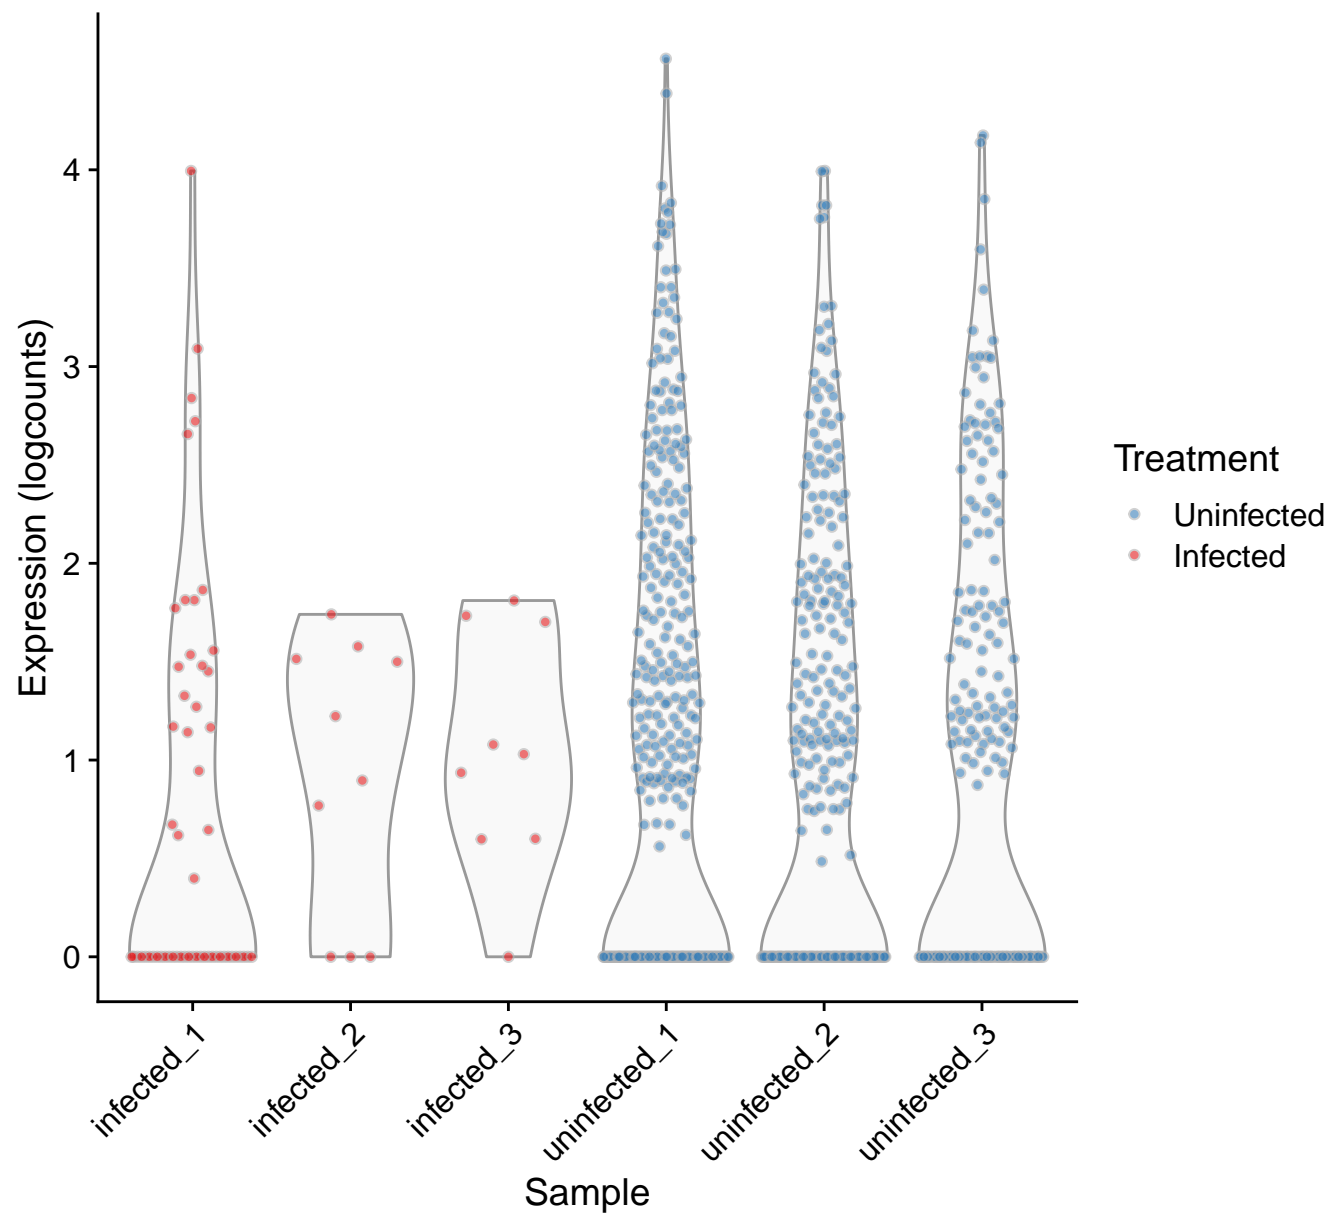 Expression (logcounts)
4
3
2
1
0
infected_1
infected_2
infected_3
uninfected_1
uninfected_2
uninfected_3
Sample
Treatment
Uninfected
Infected